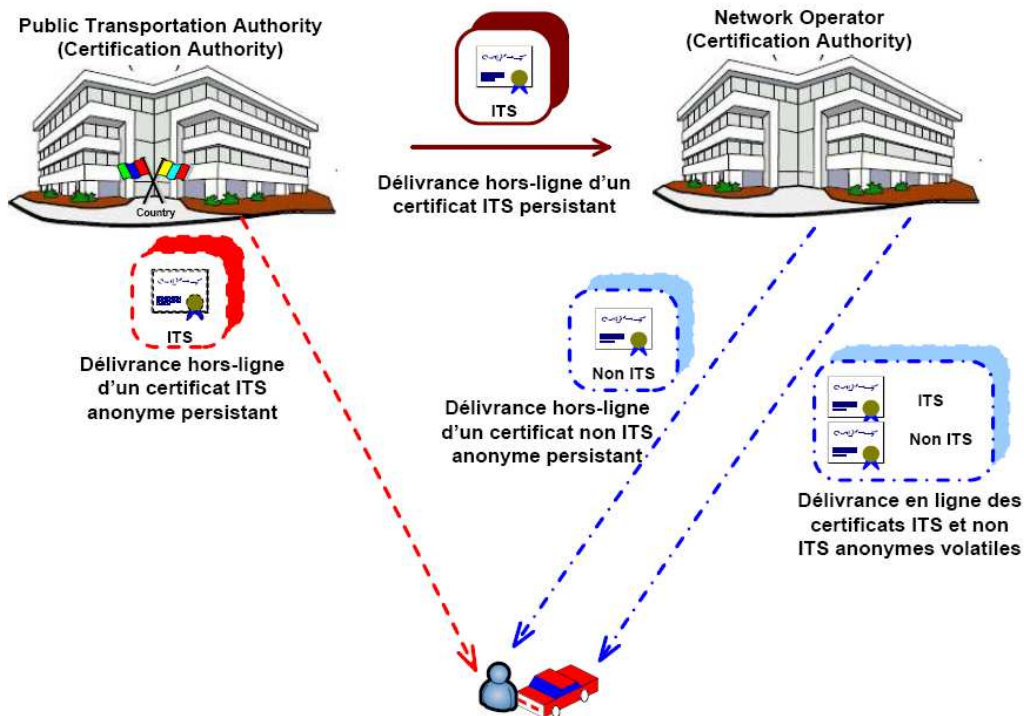 Public Transportation Authority
(Certification Authority)
Country
ITS
Délivrance hors-ligne d'un
certificat ITS persistant
Network Operator
(Certification Authority)
ITS
Délivrance hors-ligne
d'un certificat ITS
anonyme persistant
Non ITS
Délivrance hors-ligne
d'un certificat non ITS
anonyme persistant
ITS
Non ITS
Délivrance en ligne des
certificats ITS et non
ITS anonymes volatiles